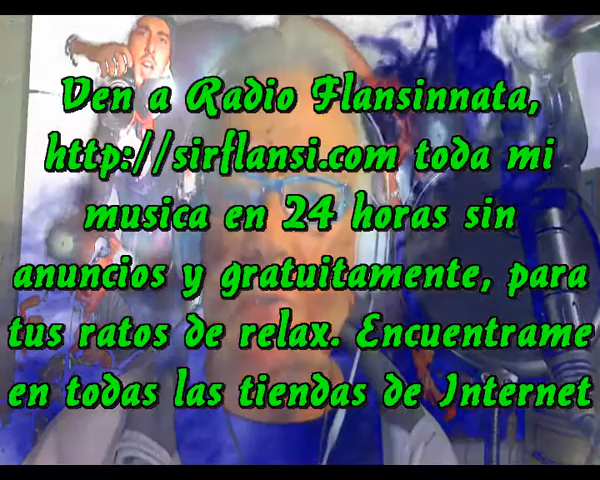 Ven a Radio Flansinnata,
http://sirflansi.com toda mi
musica en 24 horas sin
anuncios y gratuitamente, para
tus ratos de relax. Encuentrame
en todas las tiendas de Internet